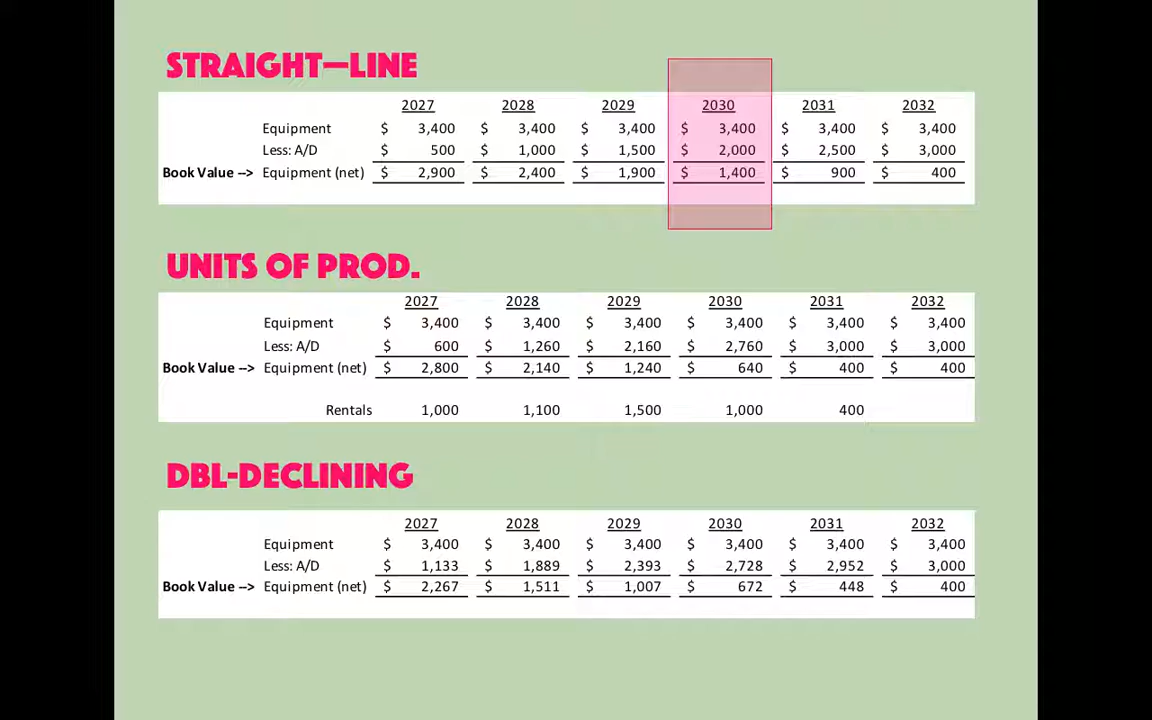 STRAIGHT—LINE
2027 2028 2029 2030 2031 2032
Equipment $ 3,400 $ 3,400 $ 3,400 $ 3,400 $ 3,400 $ 3,400
Less: A/D $ 500 $ 1,000 $ 1,500 $ 2,000 $ 2,500 $ 3,000
Book Value --> Equipment (net) $ 2,900 $ 2,400 $ 1,900 $ 1,400 $ 900 $ 400
UNITS OF PROD.
2027 2028 2029 2030 2031 2032
Equipment $ 3,400 $ 3,400 $ 3,400 $ 3,400 $ 3,400 $ 3,400
Less: A/D $ 600 $ 1,260 $ 2,160 $ 2,760 $ 3,000 $ 3,000
Book Value --> Equipment (net) $ 2,800 $ 2,140 $ 1,240 $ 640 $ 400 $ 400
Rentals 1,000 1,100 1,500 1,000 400
DBL-DECLINING
2027 2028 2029 2030 2031 2032
Equipment $ 3,400 $ 3,400 $ 3,400 $ 3,400 $ 3,400 $ 3,400
Less: A/D $ 1,133 $ 1,889 $ 2,393 $ 2,728 $ 2,952 $ 3,000
Book Value --> Equipment (net) $ 2,267 $ 1,511 $ 1,007 $ 672 $ 448 $ 400